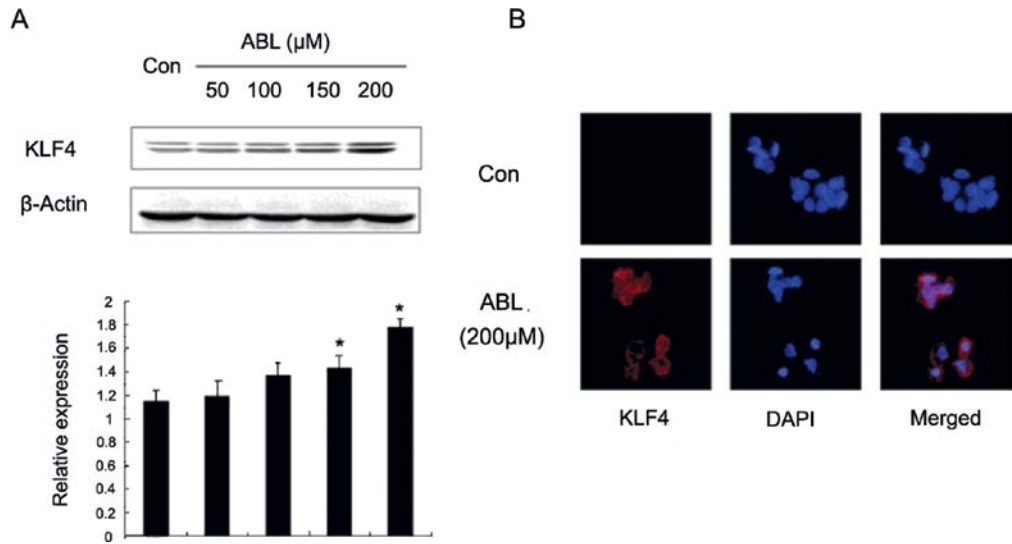 A
ABL (µM)
Con
50 100 150 200
KLF4
β-Actin
Relative expression
2
1.8
1.6
1.4
1.2
1
0.8
0.6
0.4
0.2
0
*
*
B
Con
ABL.
(200µM)
KLF4 DAPI Merged